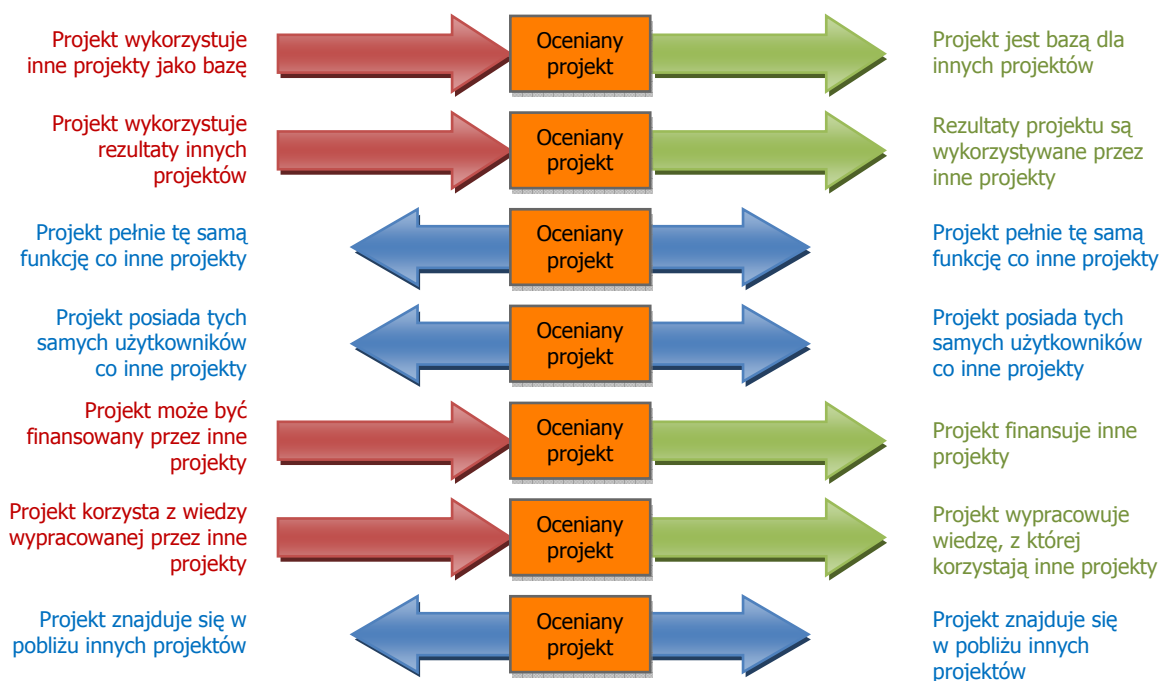 Projekt wykorzystuje
inne projekty jako bazę
Oceniany
projekt
Projekt jest bazą dla
innych projektów
Projekt wykorzystuje
rezultaty innych
projektów
Oceniany
projekt
Rezultaty projektu są
wykorzystywane przez
inne projekty
Projekt pełnie tę samą
funkcję co inne projekty
Oceniany
projekt
Projekt pełnie tę samą
funkcję co inne projekty
Projekt posiada tych
samych użytkowników
co inne projekty
Oceniany
projekt
Projekt posiada tych
samych użytkowników
co inne projekty
Projekt może być
finansowany przez inne
projekty
Oceniany
projekt
Projekt finansuje inne
projekty
Projekt korzysta z wiedzy
wypracowanej przez inne
projekty
Oceniany
projekt
Projekt wypracowuje
wiedzę, z której
korzystają inne projekty
Projekt znajduje się w
pobliżu innych projektów
Oceniany
projekt
Projekt znajduje się
w pobliżu innych
projektów